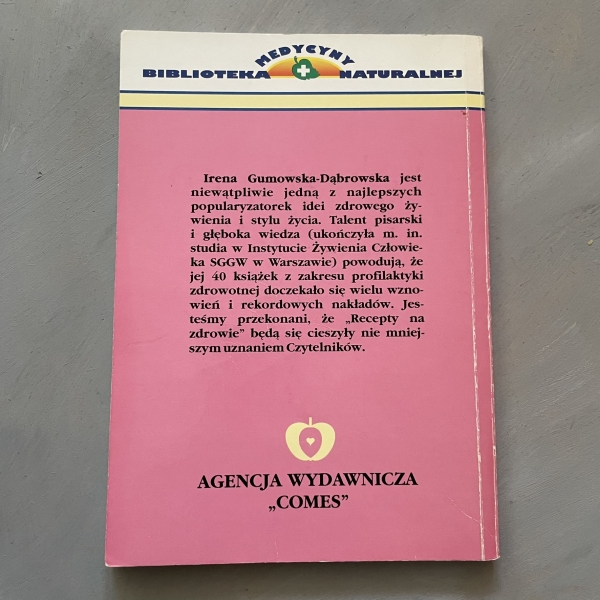 MEDYCYNY
BIBLIOTEKA NATURALNEJ
Irena Gumowska-Dąbrowska jest
niewątpliwie jedną z najlepszych
popularyzatorek idei zdrowego ży-
wienia i stylu życia. Talent pisarski
i głęboka wiedza (ukończyła m. in.
studia w Instytucie Żywienia Człowie-
ka SGGW w Warszawie) powodują, że
jej 40 książek z zakresu profilaktyki
zdrowotnej doczekało się wielu wzno-
wień i rekordowych nakładów. Jes-
teśmy przekonani, że „Recepty na
zdrowie” będą się cieszyły nie mniej-
szym uznaniem Czytelników.
AGENCJA WYDAWNICZA
„COMES”